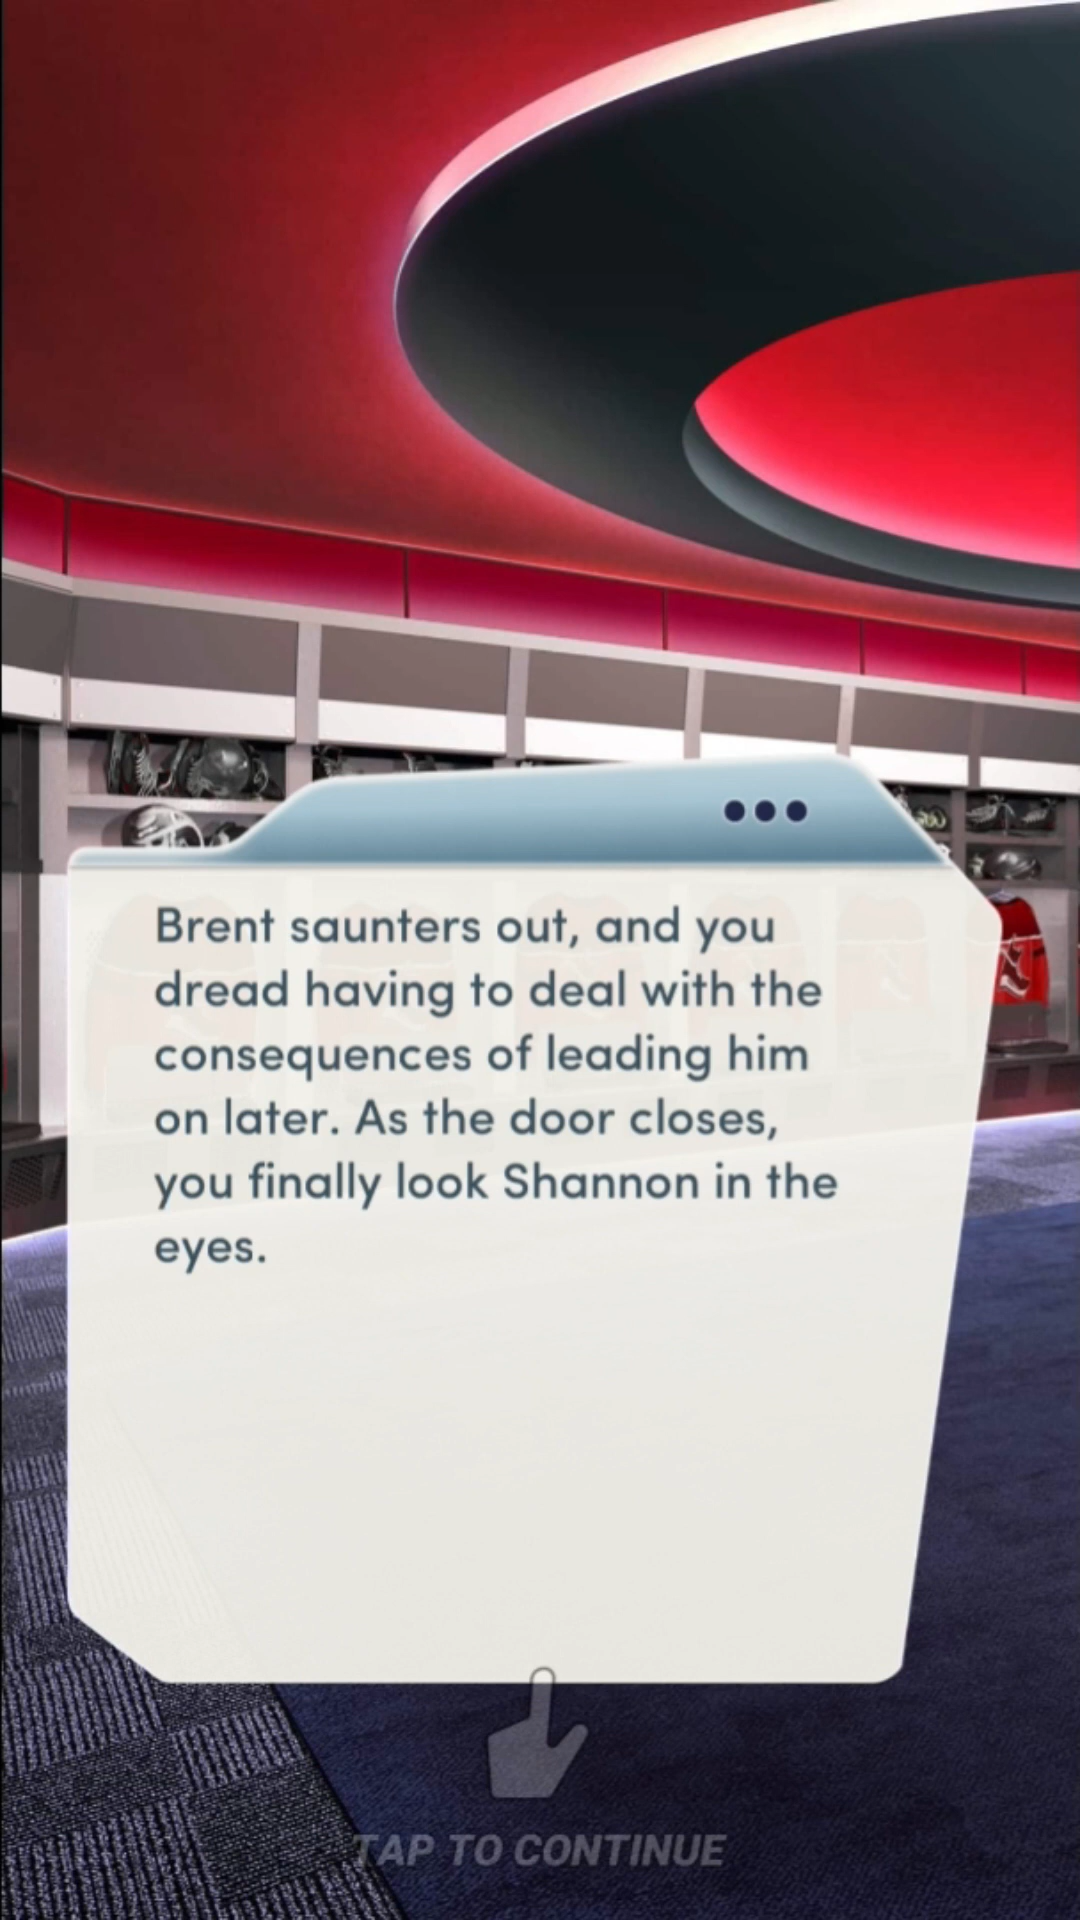 Brent saunters out, and you
dread having to deal with the
consequences of leading him
on later. As the door closes,
you finally look Shannon in the
eyes.
TAP TO CONTINUE